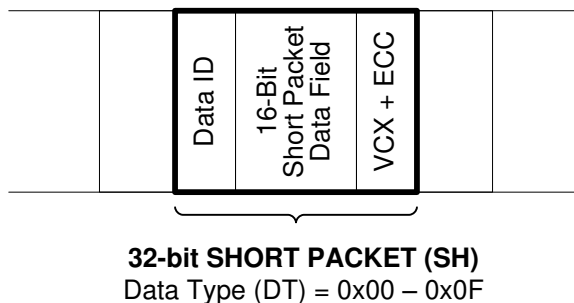 Data ID
16-Bit
Short Packet
Data Field
VCX + ECC
32-bit SHORT PACKET (SH)
Data Type (DT) = 0x00 – 0x0F